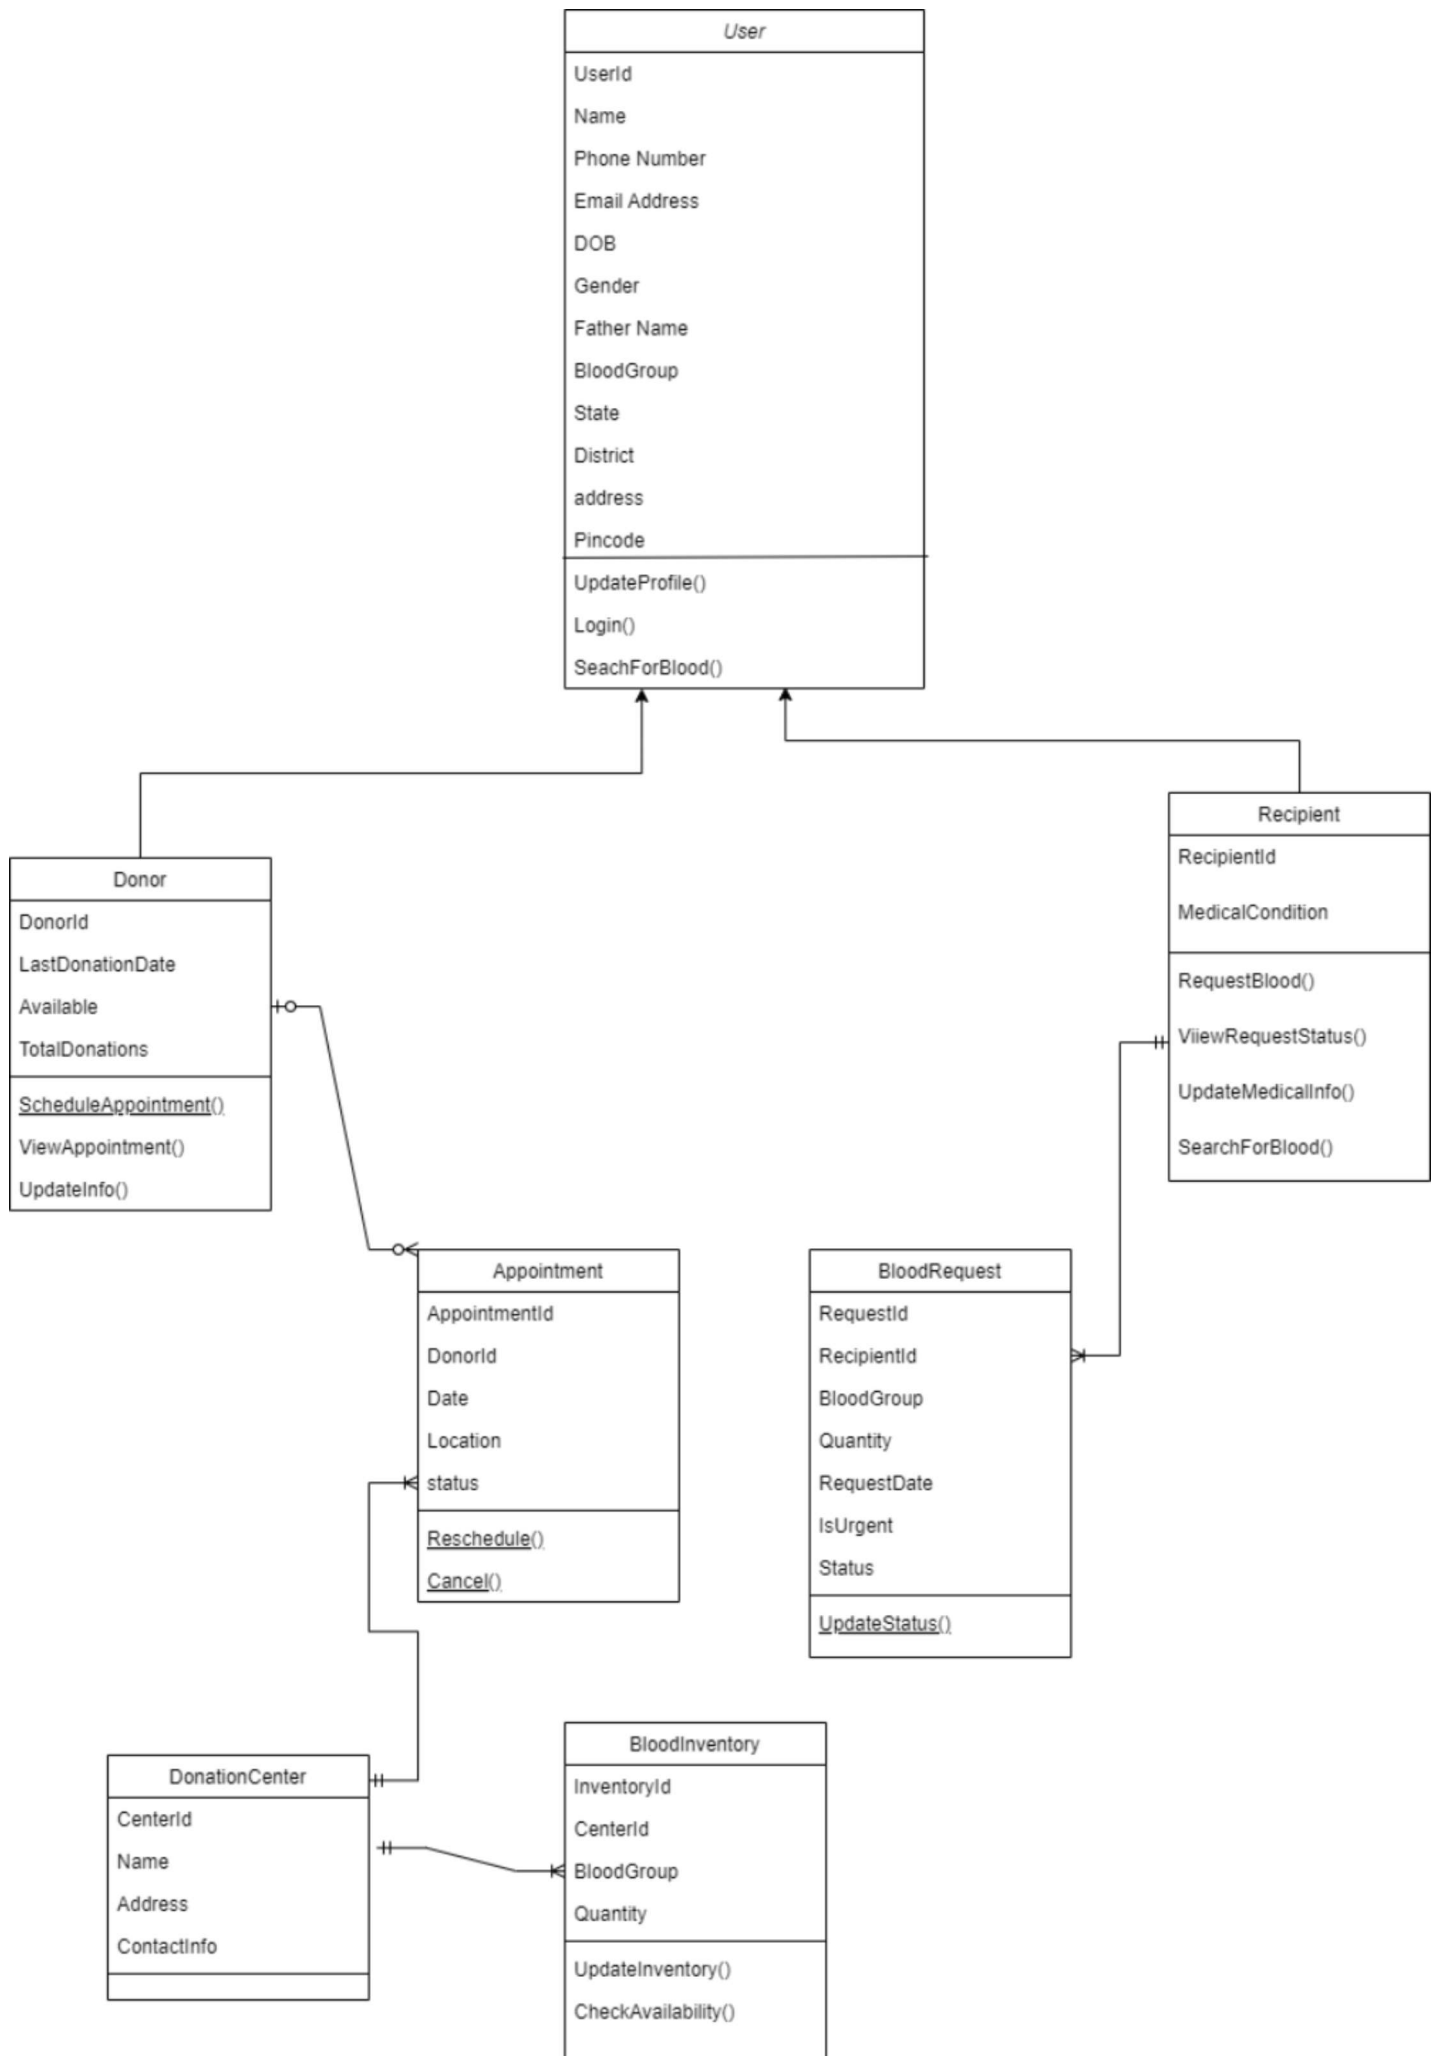 User
UserId
Name
Phone Number
Email Address
DOB
Gender
Father Name
BloodGroup
State
District
address
Pincode
UpdateProfile()
Login()
SeachForBlood()
Donor
DonorId
LastDonationDate
Available
TotalDonations
ScheduleAppointment()
ViewAppointment()
UpdateInfo()
Recipient
RecipientId
MedicalCondition
RequestBlood()
ViiewRequestStatus()
UpdateMedicalInfo()
SearchForBlood()
Appointment
AppointmentId
DonorId
Date
Location
status
Reschedule()
Cancel()
BloodRequest
RequestId
RecipientId
BloodGroup
Quantity
RequestDate
IsUrgent
Status
UpdateStatus()
DonationCenter
CenterId
Name
Address
ContactInfo
BloodInventory
InventoryId
CenterId
BloodGroup
Quantity
UpdateInventory()
CheckAvailability()